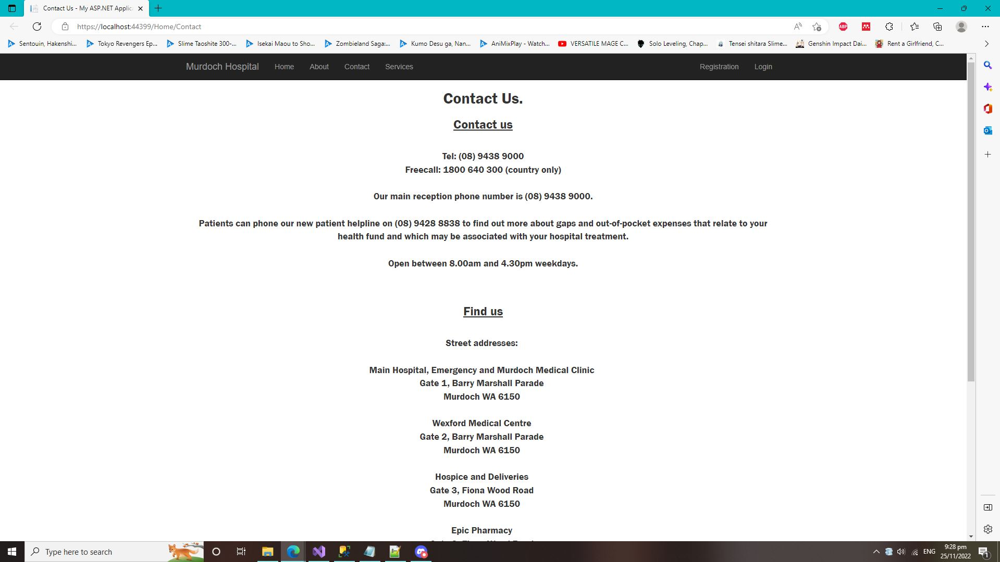 Contact Us - My ASP.NET Applic
https://localhost:44399/Home/Contact
Sentouin, Hakenshi... Tokyo Revengers Ep... Slime Taoshite 300-... Isekai Maou to Sho... Zombieland Saga:... Kumo Desu ga, Nan... AniMixPlay - Watch... VERSATILE MAGE C... Solo Leveling, Chap... Tensei shitara Slime... Genshin Impact Dai... Rent a Girlfriend, C...
Murdoch Hospital Home About Contact Services Registration Login
Contact Us.
Contact us
Tel: (08) 9438 9000
Freecall: 1800 640 300 (country only)
Our main reception phone number is (08) 9438 9000.
Patients can phone our new patient helpline on (08) 9428 8838 to find out more about gaps and out-of-pocket expenses that relate to your
health fund and which may be associated with your hospital treatment.
Open between 8.00am and 4.30pm weekdays.
Find us
Street addresses:
Main Hospital, Emergency and Murdoch Medical Clinic
Gate 1, Barry Marshall Parade
Murdoch WA 6150
Wexford Medical Centre
Gate 2, Barry Marshall Parade
Murdoch WA 6150
Hospice and Deliveries
Gate 3, Fiona Wood Road
Murdoch WA 6150
Epic Pharmacy
Type here to search
ENG
9:28 pm
25/11/2022
1